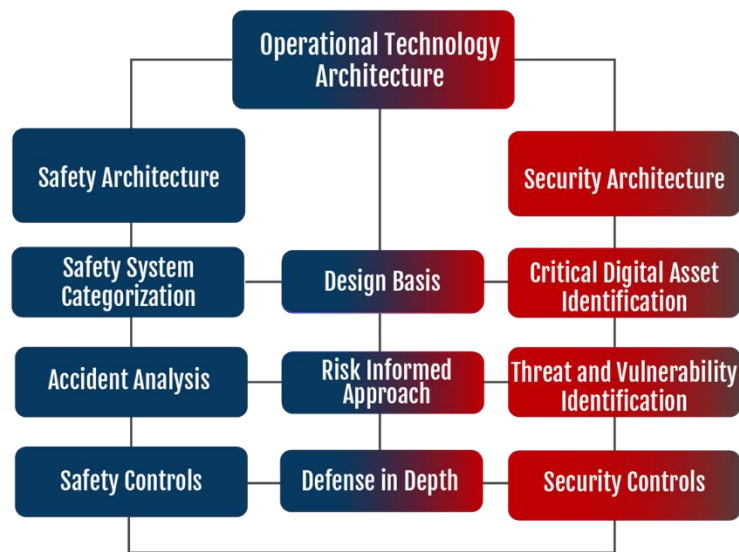 Operational Technology
Architecture
Safety Architecture
Security Architecture
Safety System
Categorization
Design Basis
Critical Digital Asset
Identification
Accident Analysis
Risk Informed
Approach
Threat and Vulnerability
Identification
Safety Controls
Defense in Depth
Security Controls